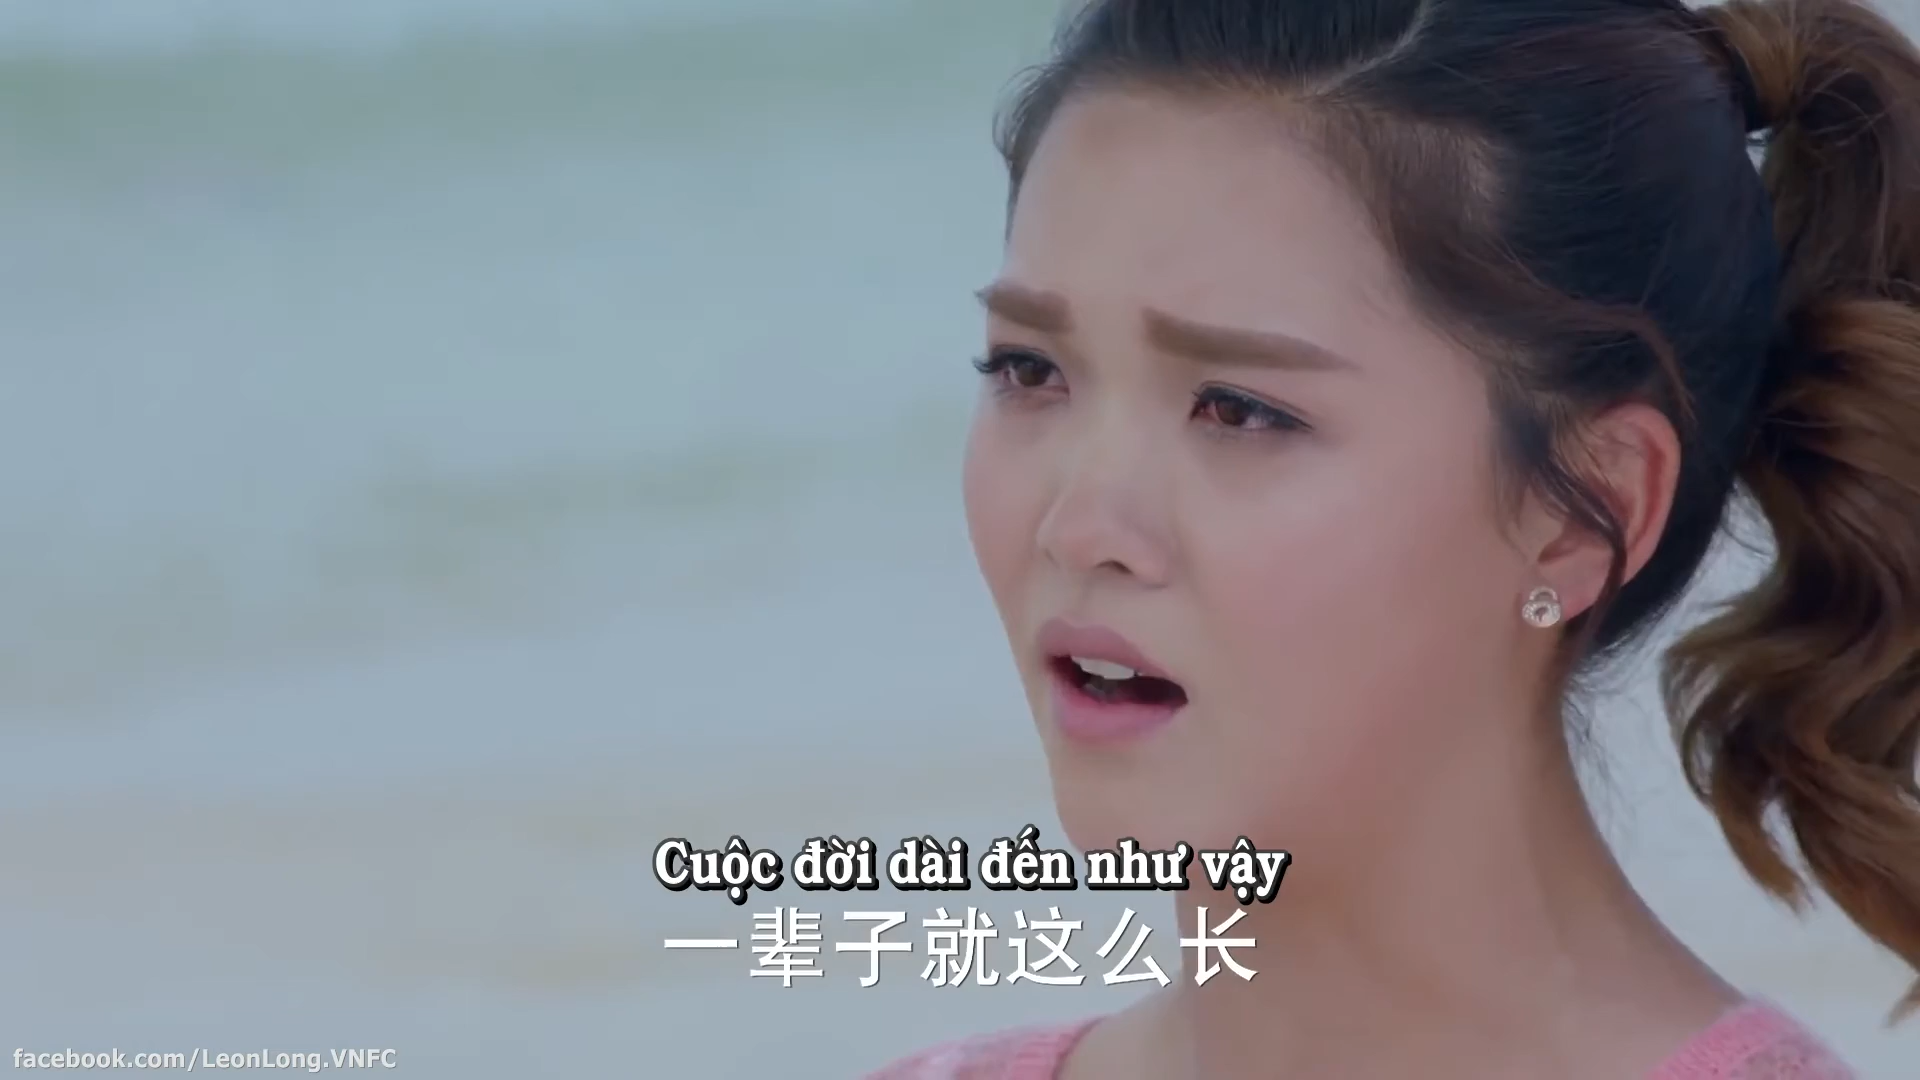 Cuộc đời dài đến như vậy
一辈子就这么长
facebook.com/LeonLong.VNFC